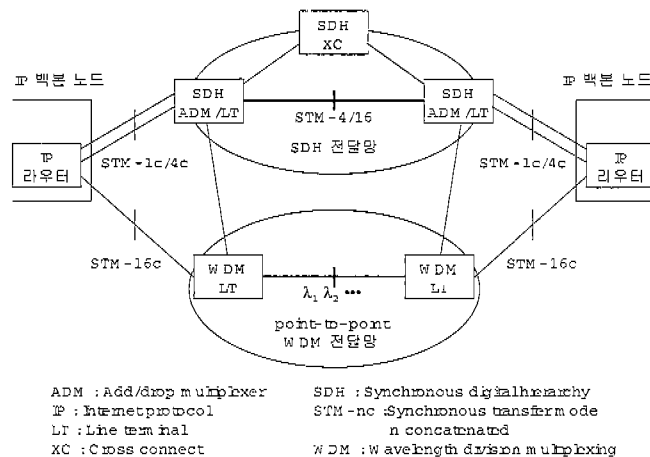 SDH
XC
IP 백본 노드
IP 백본 노드
SDH
ADM/LT
SDH
ADM/LT
STM-4/16
SDH 전달망
IP
라우터
STM-1c/4c
STM-1c/4c
IP
리우터
STM-16c
STM-16c
WDM
LT
WDM
LT
λ1 λ2 ...
point-to-point
WDM 전달망
ADM : Add/drop multiplexer
IP : Internet protocol
LT : Line terminal
XC : Cross connect
SDH : Synchronous digital hierarchy
STM-nc : Synchronous transfer mode
n concatenated
WDM : Wavelength division multiplexing